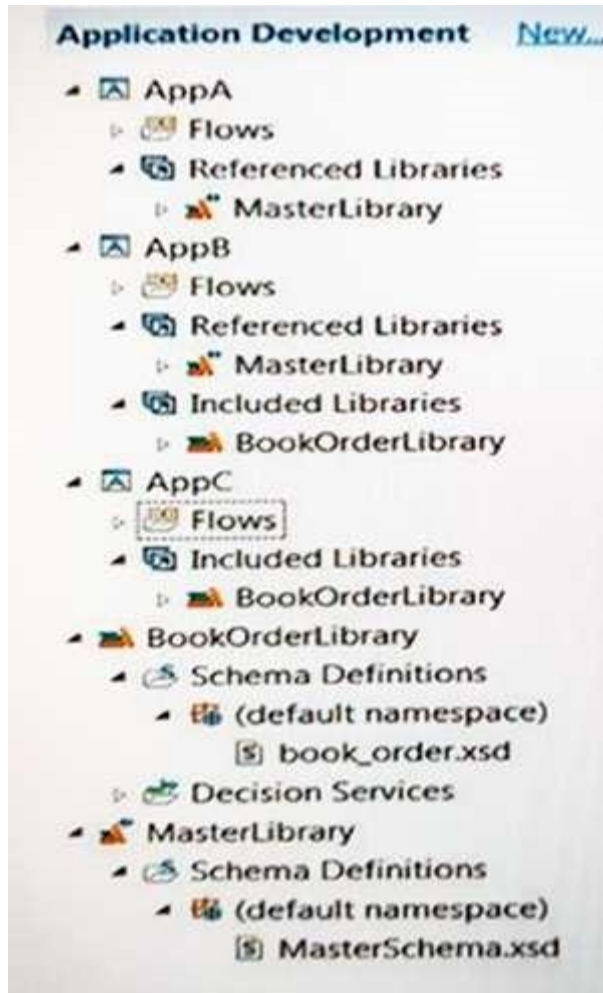 Application Development New...
AppA
Flows
Referenced Libraries
MasterLibrary
AppB
Flows
Referenced Libraries
MasterLibrary
Included Libraries
BookOrderLibrary
AppC
Flows
Included Libraries
BookOrderLibrary
BookOrderLibrary
Schema Definitions
(default namespace)
book_order.xsd
Decision Services
MasterLibrary
Schema Definitions
(default namespace)
MasterSchema.xsd